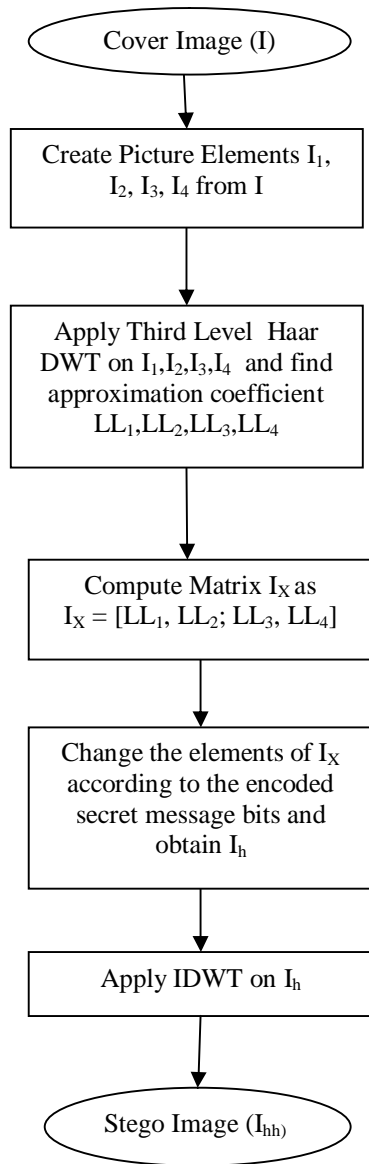 Cover Image (I)
Create Picture Elements I₁,
I₂, I₃, I₄ from I
Apply Third Level Haar
DWT on I₁,I₂,I₃,I₄ and find
approximation coefficient
LL₁,LL₂,LL₃,LL₄
Compute Matrix Iₓ as
Iₓ = [LL₁, LL₂; LL₃, LL₄]
Change the elements of Iₓ
according to the encoded
secret message bits and
obtain Iₕ
Apply IDWT on Iₕ
Stego Image (Iₕₕ₎